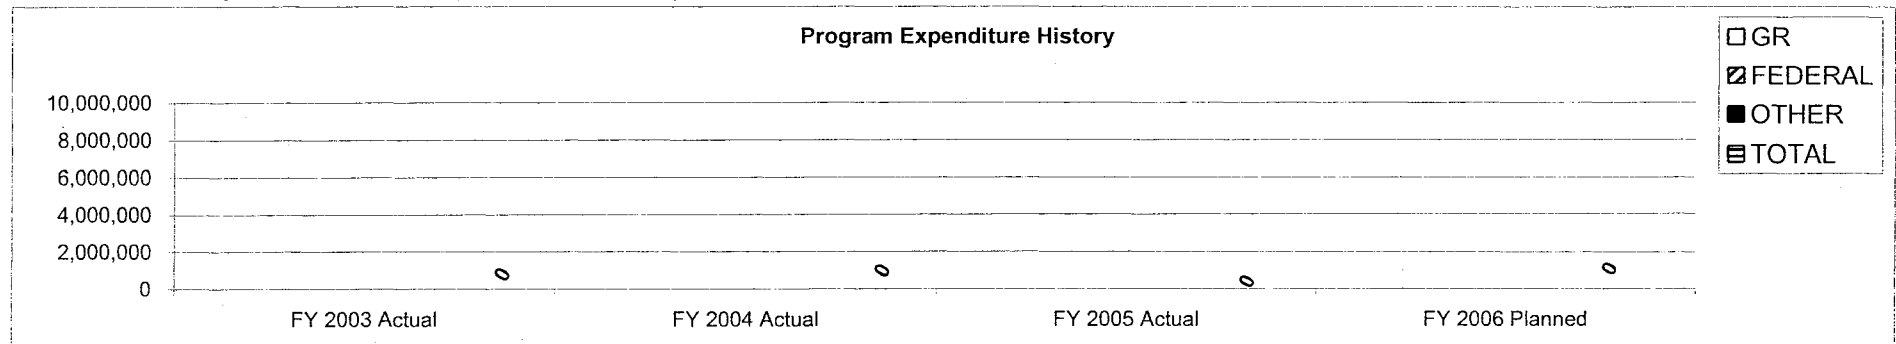 Program Expenditure History
GR
FEDERAL
OTHER
TOTAL
10,000,000
8,000,000
6,000,000
4,000,000
2,000,000
0
0
0
0
0
FY 2003 Actual
FY 2004 Actual
FY 2005 Actual
FY 2006 Planned